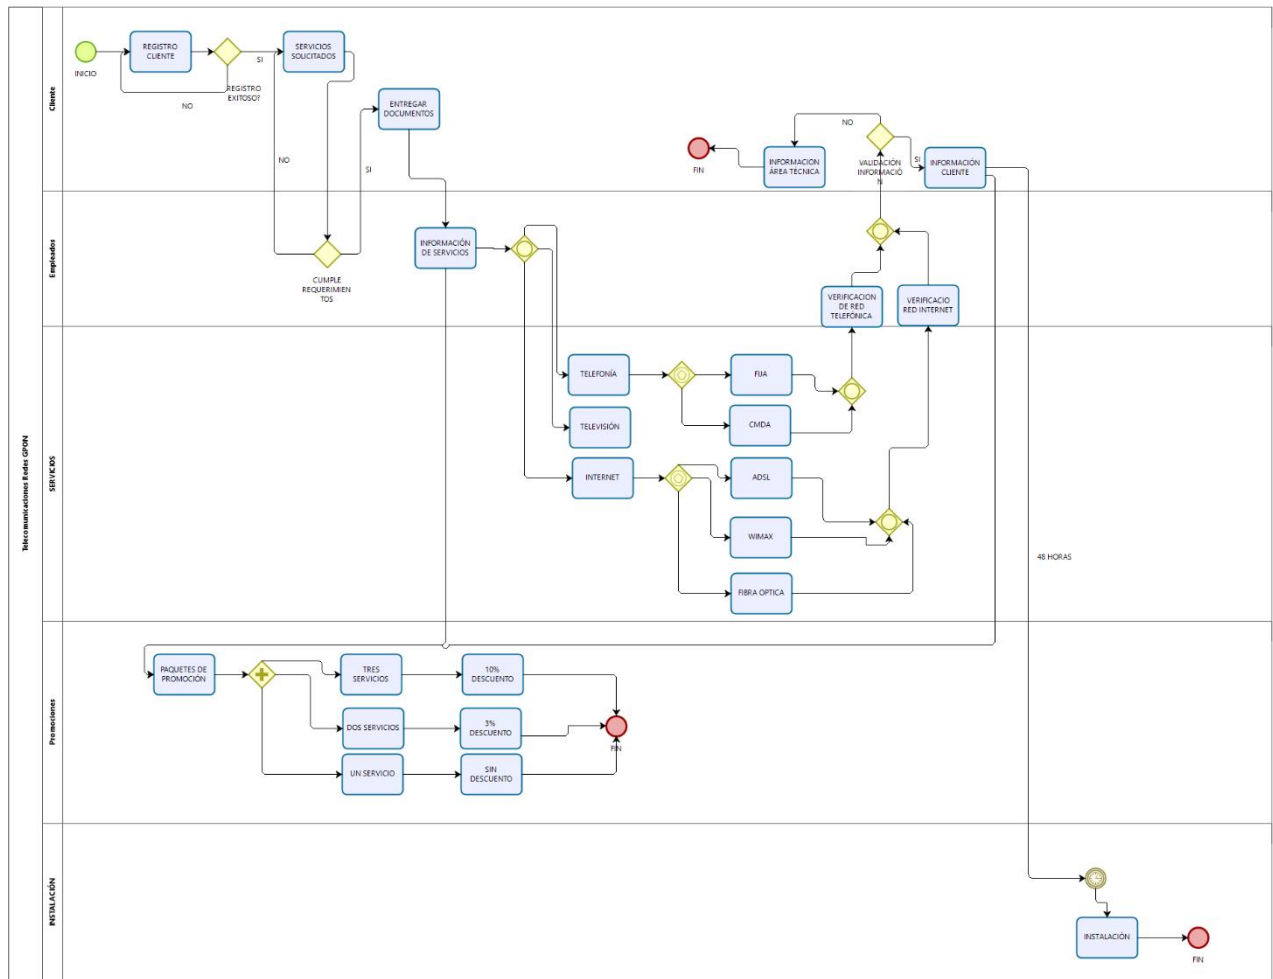 Telecomunicaciones Redes GPON
Cliente
INICIO
REGISTRO
CLIENTE
NO
SI
REGISTRO
EXITOSO?
SERVICIOS
SOLICITADOS
NO
SI
ENTREGAR
DOCUMENTOS
FIN
INFORMACION
ÁREA TÉCNICA
NO
VALIDACIÓN
INFORMACIÓ
N
SI
INFORMACIÓN
CLIENTE
Empleados
CUMPLE
REQUERIMIEN
TOS
INFORMACIÓN
DE SERVICIOS
VERIFICACION
DE RED
TELEFÓNICA
VERIFICACIO
RED INTERNET
SERVICIOS
TELEFONÍA
FIJA
CMDA
TELEVISIÓN
INTERNET
ADSL
WIMAX
FIBRA OPTICA
48 HORAS
Promociones
PAQUETES DE
PROMOCIÓN
TRES
SERVICIOS
10%
DESCUENTO
DOS SERVICIOS
3%
DESCUENTO
FIN
UN SERVICIO
SIN
DESCUENTO
INSTALACIÓN
INSTALACIÓN
FIN